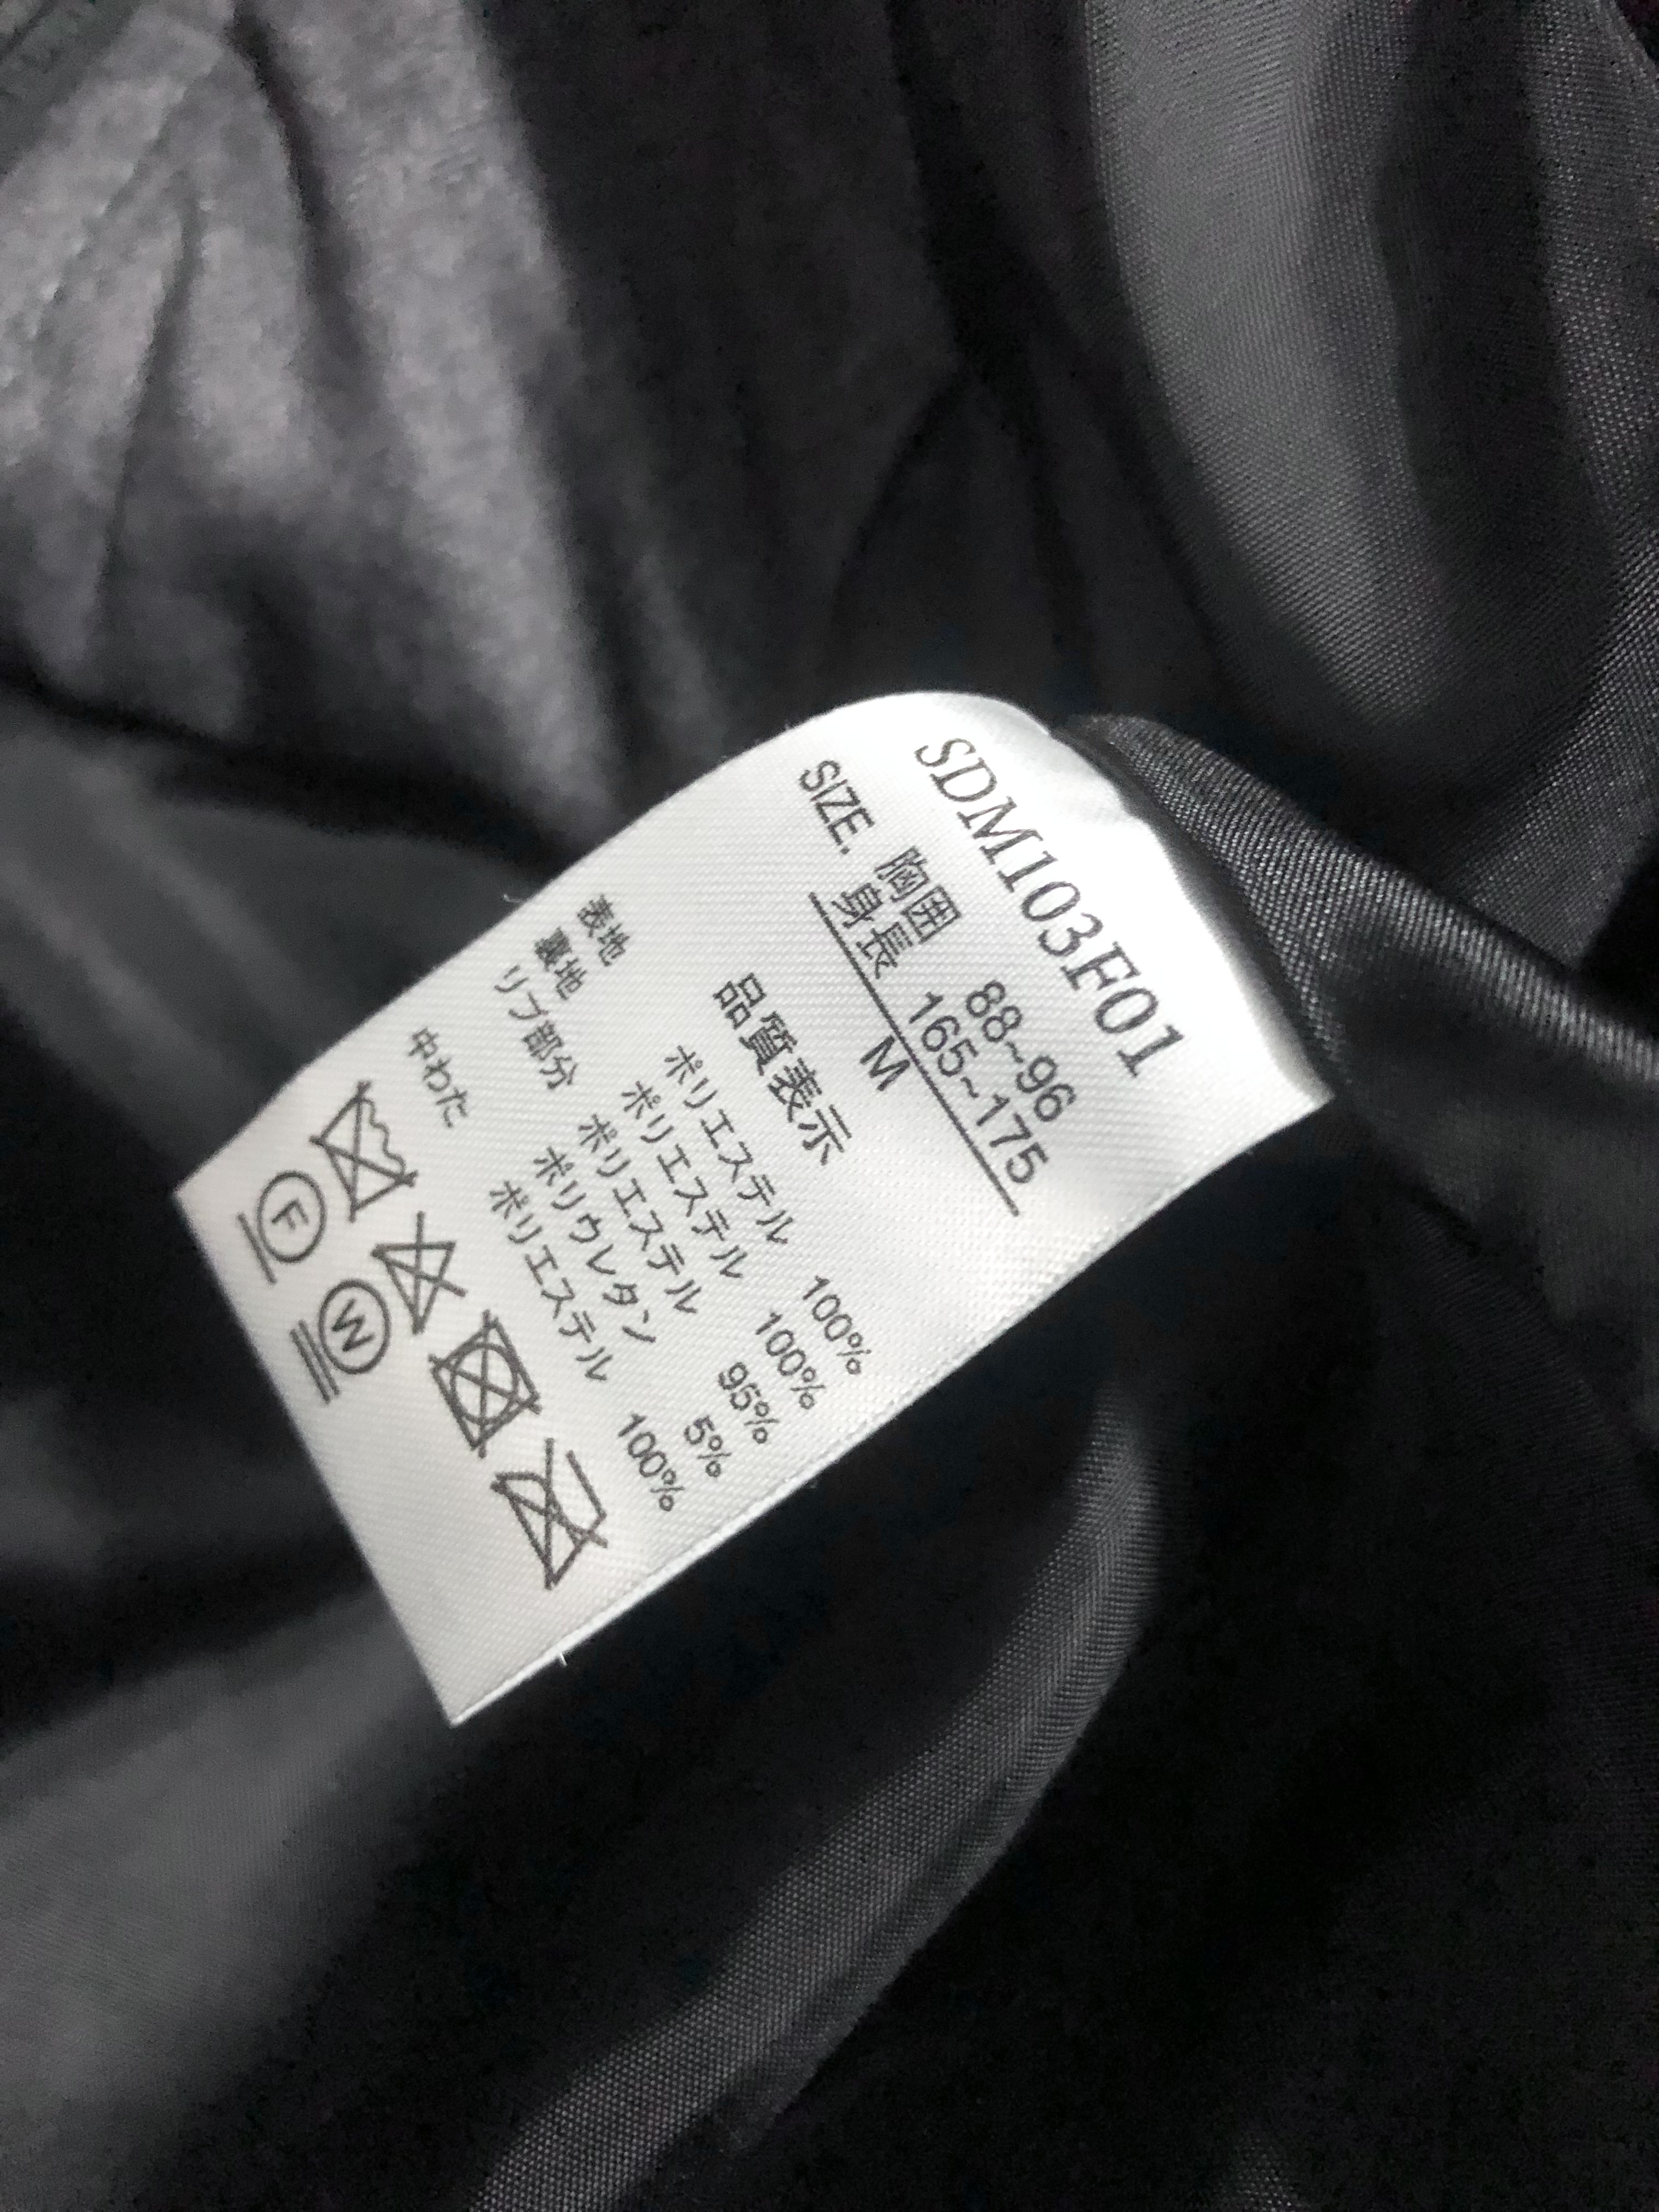 SDM103F01
胸囲 88~96
身長 165~175
SIZE. M
品質表示
表地 ポリエステル 100%
裏地 ポリエステル 100%
リブ部分 ポリエステル 95%
ポリウレタン 5%
中わた ポリエステル 100%
F W